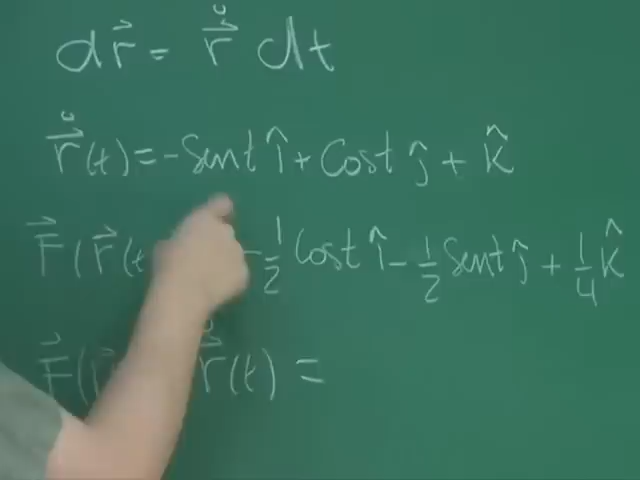 dr⃗ = ṙ⃗ dt
ṙ⃗(t) = -Sent î + Cost ĵ + k̂
F⃗(r⃗(t - 1/2 Cost î - 1/2 Sent ĵ + 1/4 k̂
F⃗(r⃗ ṙ⃗(t) =